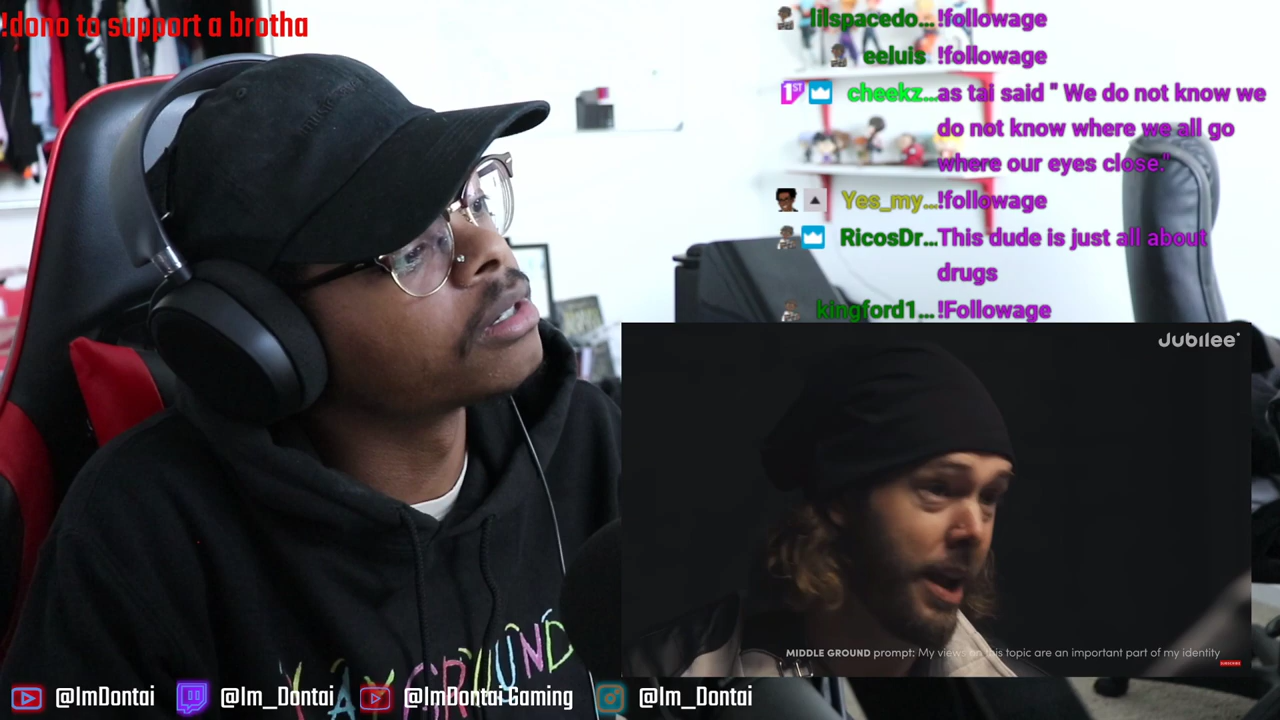 !dono to support a brotha
lilspacedo... !followage
eeluis !followage
1ST cheekz... as tai said " We do not know we
do not know where we all go
where our eyes close."
Yes_my... !followage
RicosDr... This dude is just all about
drugs
kingford1... !Followage
Jubilee
MIDDLE GROUND prompt: My views on this topic are an important part of my identity
SUBSCRIBE
PLAYGROUND
@ImDontai @Im_Dontai @ImDontai Gaming @Im_Dontai